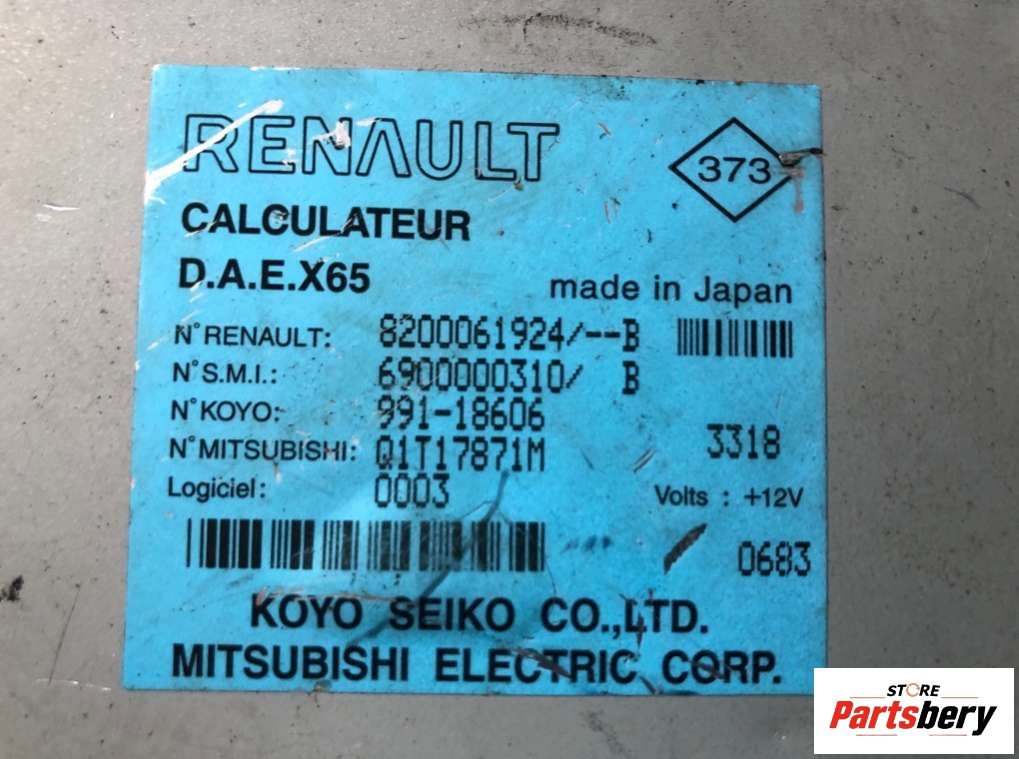 RENAULT
373
CALCULATEUR
D.A.E.X65
made in Japan
N° RENAULT: 8200061924/--B
N° S.M.I.: 6900000310/ B
N° KOYO: 991-18606
N° MITSUBISHI: Q1T17871M
3318
Logiciel: 0003
Volts : +12V
0683
KOYO SEIKO CO.,LTD.
MITSUBISHI ELECTRIC CORP.
STORE
Partsbery